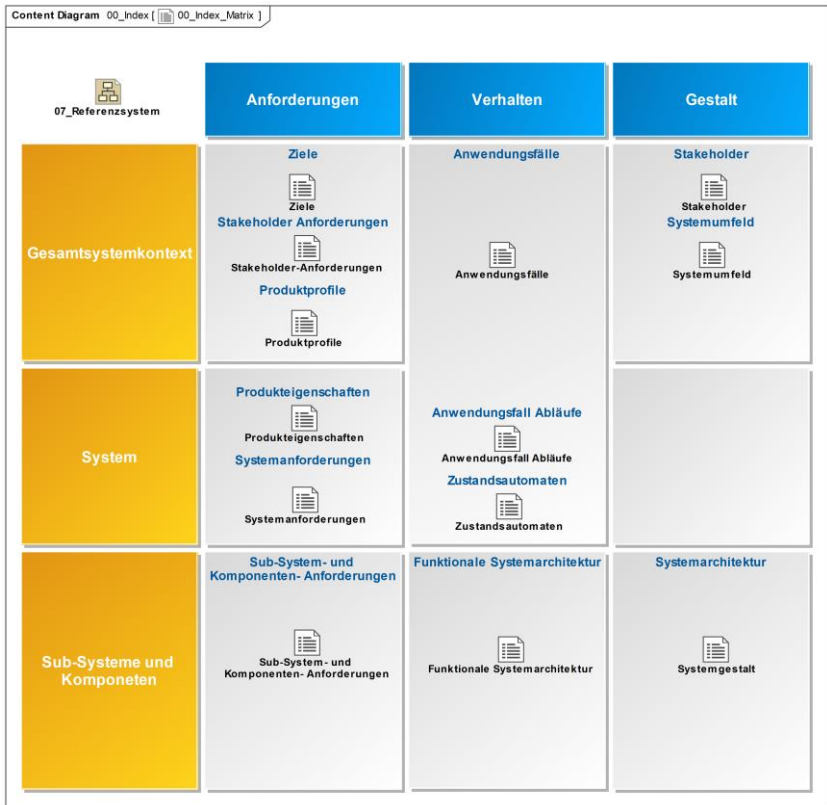 Content Diagram 00_Index [ 00_Index_Matrix ]
07_Referenzsystem
Anforderungen
Verhalten
Gestalt
Gesamtsystemkontext
Ziele
Ziele
Stakeholder Anforderungen
Stakeholder-Anforderungen
Produktprofile
Produktprofile
Anwendungsfälle
Anwendungsfälle
Stakeholder
Stakeholder
Systemumfeld
Systemumfeld
System
Produkteigenschaften
Produkteigenschaften
Systemanforderungen
Systemanforderungen
Anwendungsfall Abläufe
Anwendungsfall Abläufe
Zustandsautomaten
Zustandsautomaten
Sub-Systeme und
Komponeten
Sub-System- und
Komponenten- Anforderungen
Sub-System- und
Komponenten- Anforderungen
Funktionale Systemarchitektur
Funktionale Systemarchitektur
Systemarchitektur
Systemgestalt